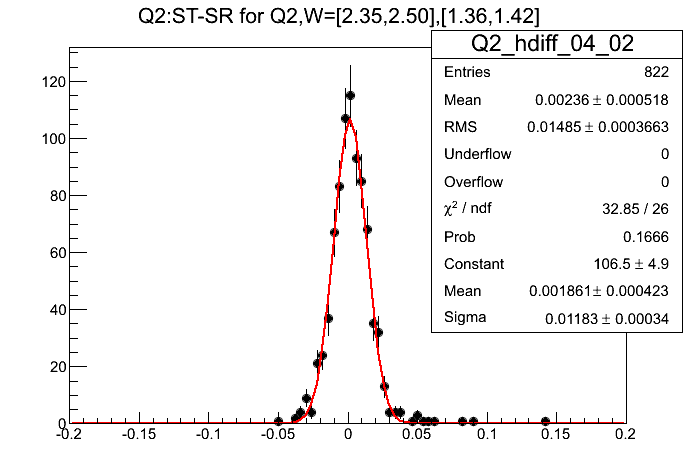 Q2:ST-SR for Q2,W=[2.35,2.50],[1.36,1.42]
Q2_hdiff_04_02
Entries 822
Mean 0.00236 ± 0.000518
RMS 0.01485 ± 0.0003663
Underflow 0
Overflow 0
χ² / ndf 32.85 / 26
Prob 0.1666
Constant 106.5 ± 4.9
Mean 0.001861 ± 0.000423
Sigma 0.01183 ± 0.00034
120
100
80
60
40
20
0
-0.2 -0.15 -0.1 -0.05 0 0.05 0.1 0.15 0.2